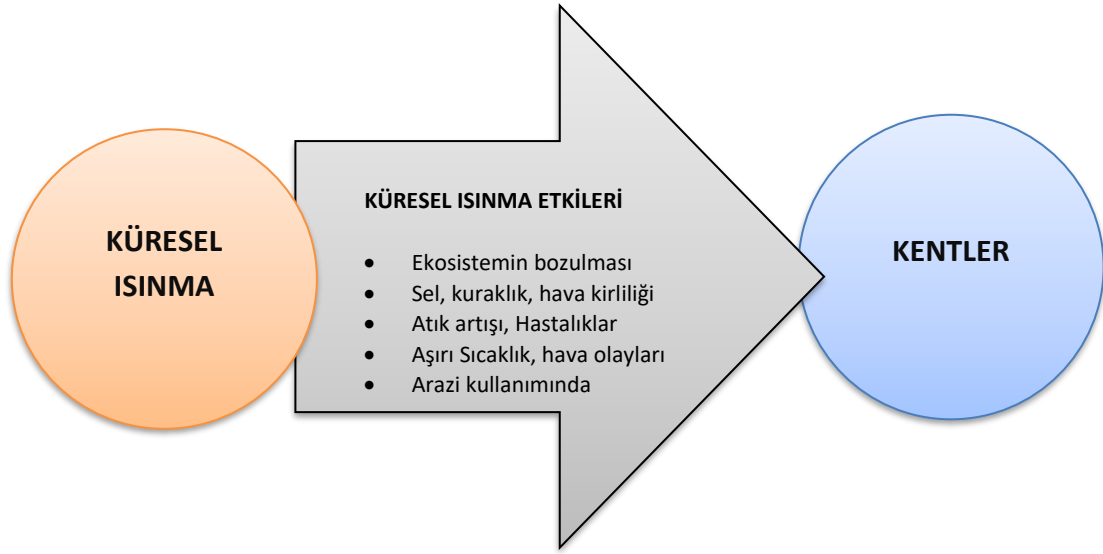 KÜRESEL
ISINMA
KÜRESEL ISINMA ETKİLERİ
• Ekosistemin bozulması
• Sel, kuraklık, hava kirliliği
• Atık artışı, Hastalıklar
• Aşırı Sıcaklık, hava olayları
• Arazi kullanımında
KENTLER